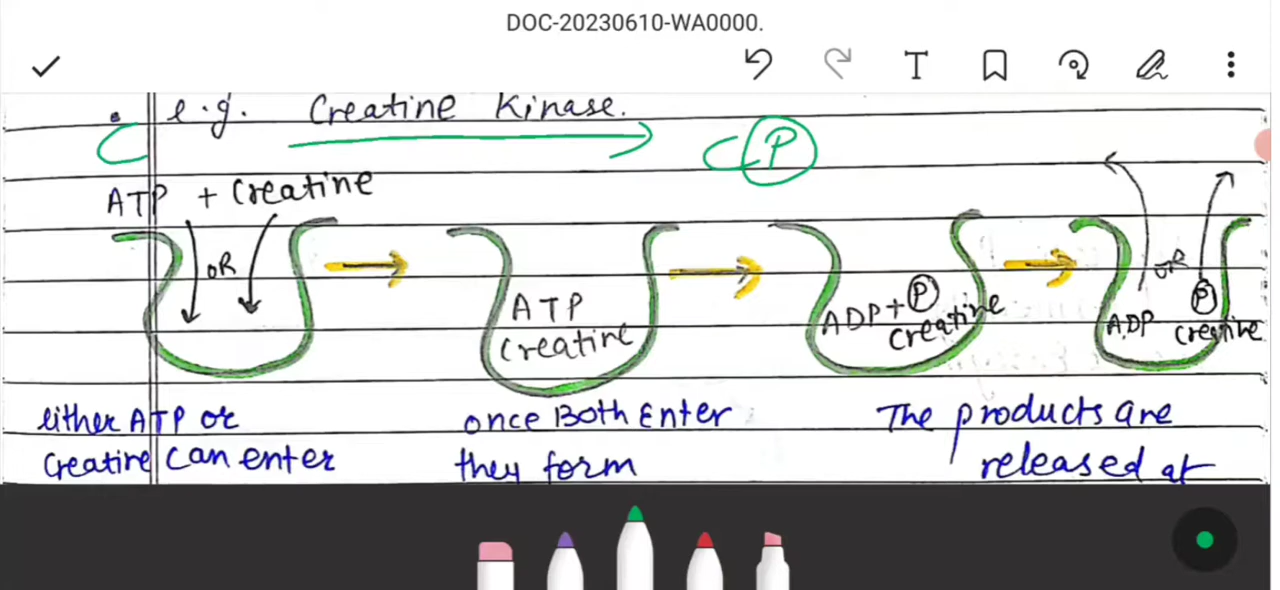 DOC-20230610-WA0000.
T
e.g. Creatine Kinase.
C C P
ATP + Creatine
OR
ATP
Creatine
ADP + P
Creatine
OR
P
ADP Creatine
either ATP or
Creatine can enter
once Both Enter
they form
The products are
released at